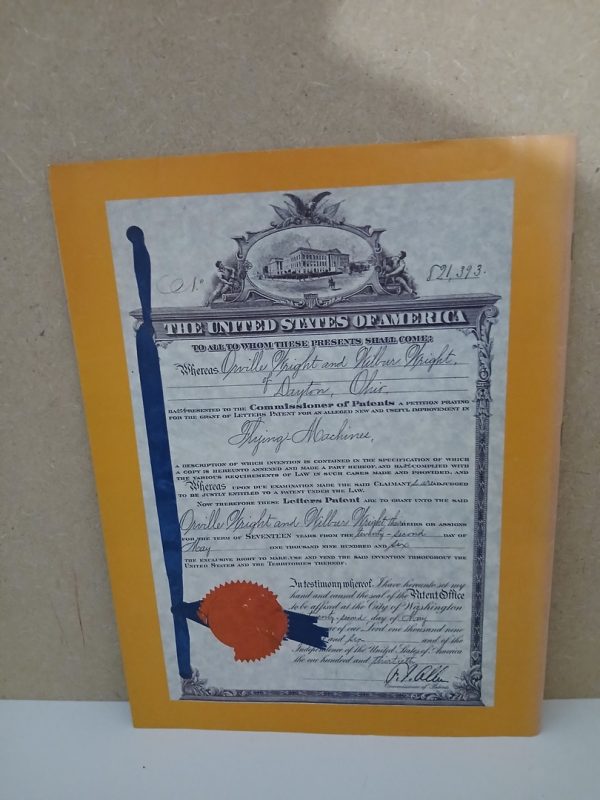 No. 821,393.
THE UNITED STATES OF AMERICA
TO ALL TO WHOM THESE PRESENTS SHALL COME:
Whereas Orville Wright and Wilbur Wright,
of Dayton, Ohio,
HAVE PRESENTED TO THE Commissioner of Patents A PETITION PRAYING
FOR THE GRANT OF LETTERS PATENT FOR AN ALLEGED NEW AND USEFUL IMPROVEMENT IN
Flying-Machines,
A DESCRIPTION OF WHICH INVENTION IS CONTAINED IN THE SPECIFICATION OF WHICH
A COPY IS HEREUNTO ANNEXED AND MADE A PART HEREOF, AND HAVE COMPLIED WITH
THE VARIOUS REQUIREMENTS OF LAW IN SUCH CASES MADE AND PROVIDED, AND
Whereas UPON DUE EXAMINATION MADE THE SAID CLAIMANTS are ADJUDGED
TO BE JUSTLY ENTITLED TO A PATENT UNDER THE LAW.
NOW THEREFORE THESE Letters Patent ARE TO GRANT UNTO THE SAID
Orville Wright and Wilbur Wright, their HEIRS OR ASSIGNS
FOR THE TERM OF SEVENTEEN YEARS FROM THE twenty-second DAY OF
May ONE THOUSAND NINE HUNDRED AND six
THE EXCLUSIVE RIGHT TO MAKE, USE AND VEND THE SAID INVENTION THROUGHOUT THE
UNITED STATES AND THE TERRITORIES THEREOF.
In testimony whereof, I have hereunto set my
hand and caused the seal of the Patent Office
to be affixed at the City of Washington
day of May
of our Lord one thousand nine
and six and of the
Independence of the United States of America
the one hundred and thirtieth.
Commissioner of Patents.